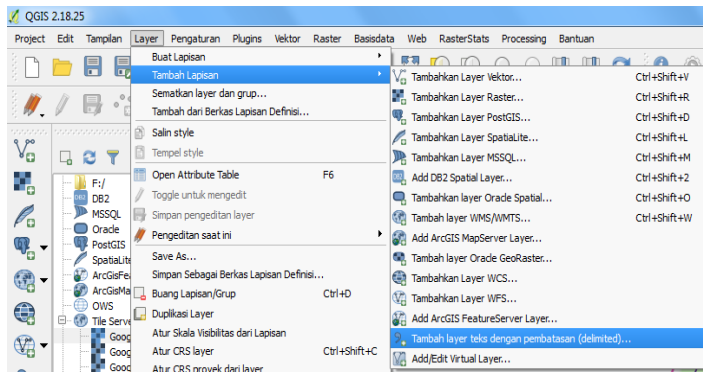 QGIS 2.18.25
Project Edit Tampilan Layer Pengaturan Plugins Vektor Raster Basisdata Web RasterStats Processing Bantuan
Buat Lapisan
Tambah Lapisan
Sematkan layer dan grup...
Tambah dari Berkas Lapisan Definisi...
Salin style
Tempel style
Open Attribute Table F6
Toggle untuk mengedit
Simpan pengeditan layer
Pengeditan saat ini
Save As...
Simpan Sebagai Berkas Lapisan Definisi...
Buang Lapisan/Grup Ctrl+D
Duplikasi Layer
Atur Skala Visibilitas dari Lapisan
Atur CRS layer Ctrl+Shift+C
Atur CRS proyek dari layer
Tambahkan Layer Vektor... Ctrl+Shift+V
Tambahkan Layer Raster... Ctrl+Shift+R
Tambahkan Layer PostGIS... Ctrl+Shift+D
Tambahkan Layer SpatiaLite... Ctrl+Shift+L
Tambahkan Layer MSSQL... Ctrl+Shift+M
Add DB2 Spatial Layer... Ctrl+Shift+2
Tambahkan layer Oracle Spatial... Ctrl+Shift+O
Tambah layer WMS/WMTS... Ctrl+Shift+W
Add ArcGIS MapServer Layer...
Tambah layer Oracle GeoRaster...
Tambahkan Layer WCS...
Tambahkan Layer WFS...
Add ArcGIS FeatureServer Layer...
Tambah layer teks dengan pembatasan (delimited)...
Add/Edit Virtual Layer...
F:/
DB2
MSSQL
Oracle
PostGIS
SpatiaLite
ArcGisFe
ArcGisMa
OWS
Tile Serve
Goog
Goog
Goog